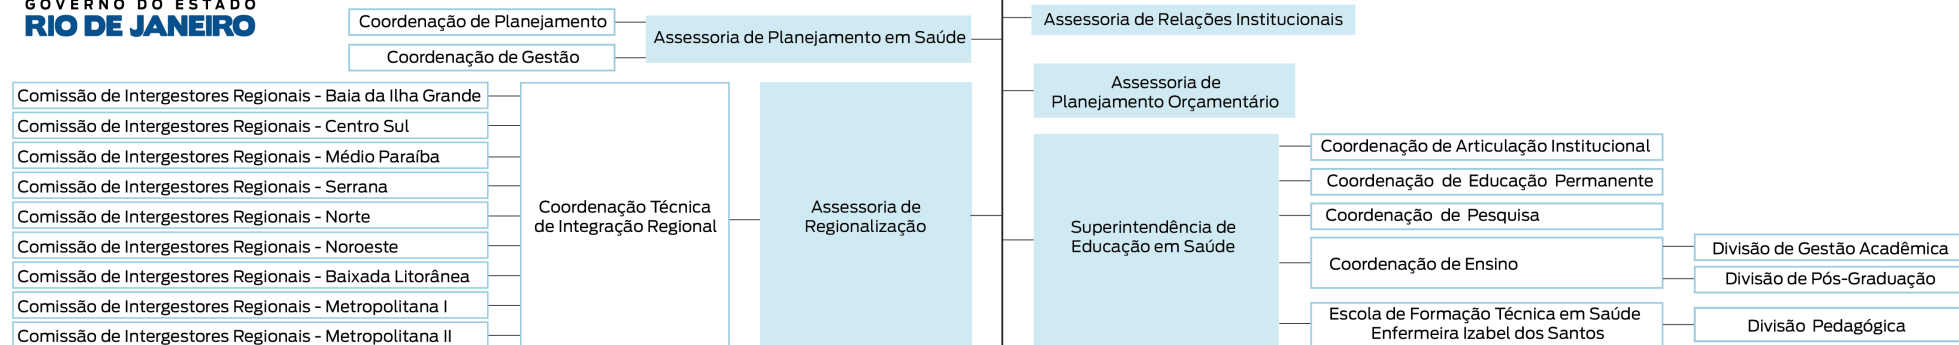 GOVERNO DO ESTADO
RIO DE JANEIRO
Coordenação de Planejamento
Coordenação de Gestão
Assessoria de Planejamento em Saúde
Comissão de Intergestores Regionais - Baia da Ilha Grande
Comissão de Intergestores Regionais - Centro Sul
Comissão de Intergestores Regionais - Médio Paraíba
Comissão de Intergestores Regionais - Serrana
Comissão de Intergestores Regionais - Norte
Comissão de Intergestores Regionais - Noroeste
Comissão de Intergestores Regionais - Baixada Litorânea
Comissão de Intergestores Regionais - Metropolitana I
Comissão de Intergestores Regionais - Metropolitana II
Coordenação Técnica
de Integração Regional
Assessoria de
Regionalização
Assessoria de Relações Institucionais
Assessoria de
Planejamento Orçamentário
Superintendência de
Educação em Saúde
Coordenação de Articulação Institucional
Coordenação de Educação Permanente
Coordenação de Pesquisa
Coordenação de Ensino
Divisão de Gestão Acadêmica
Divisão de Pós-Graduação
Escola de Formação Técnica em Saúde
Enfermeira Izabel dos Santos
Divisão Pedagógica